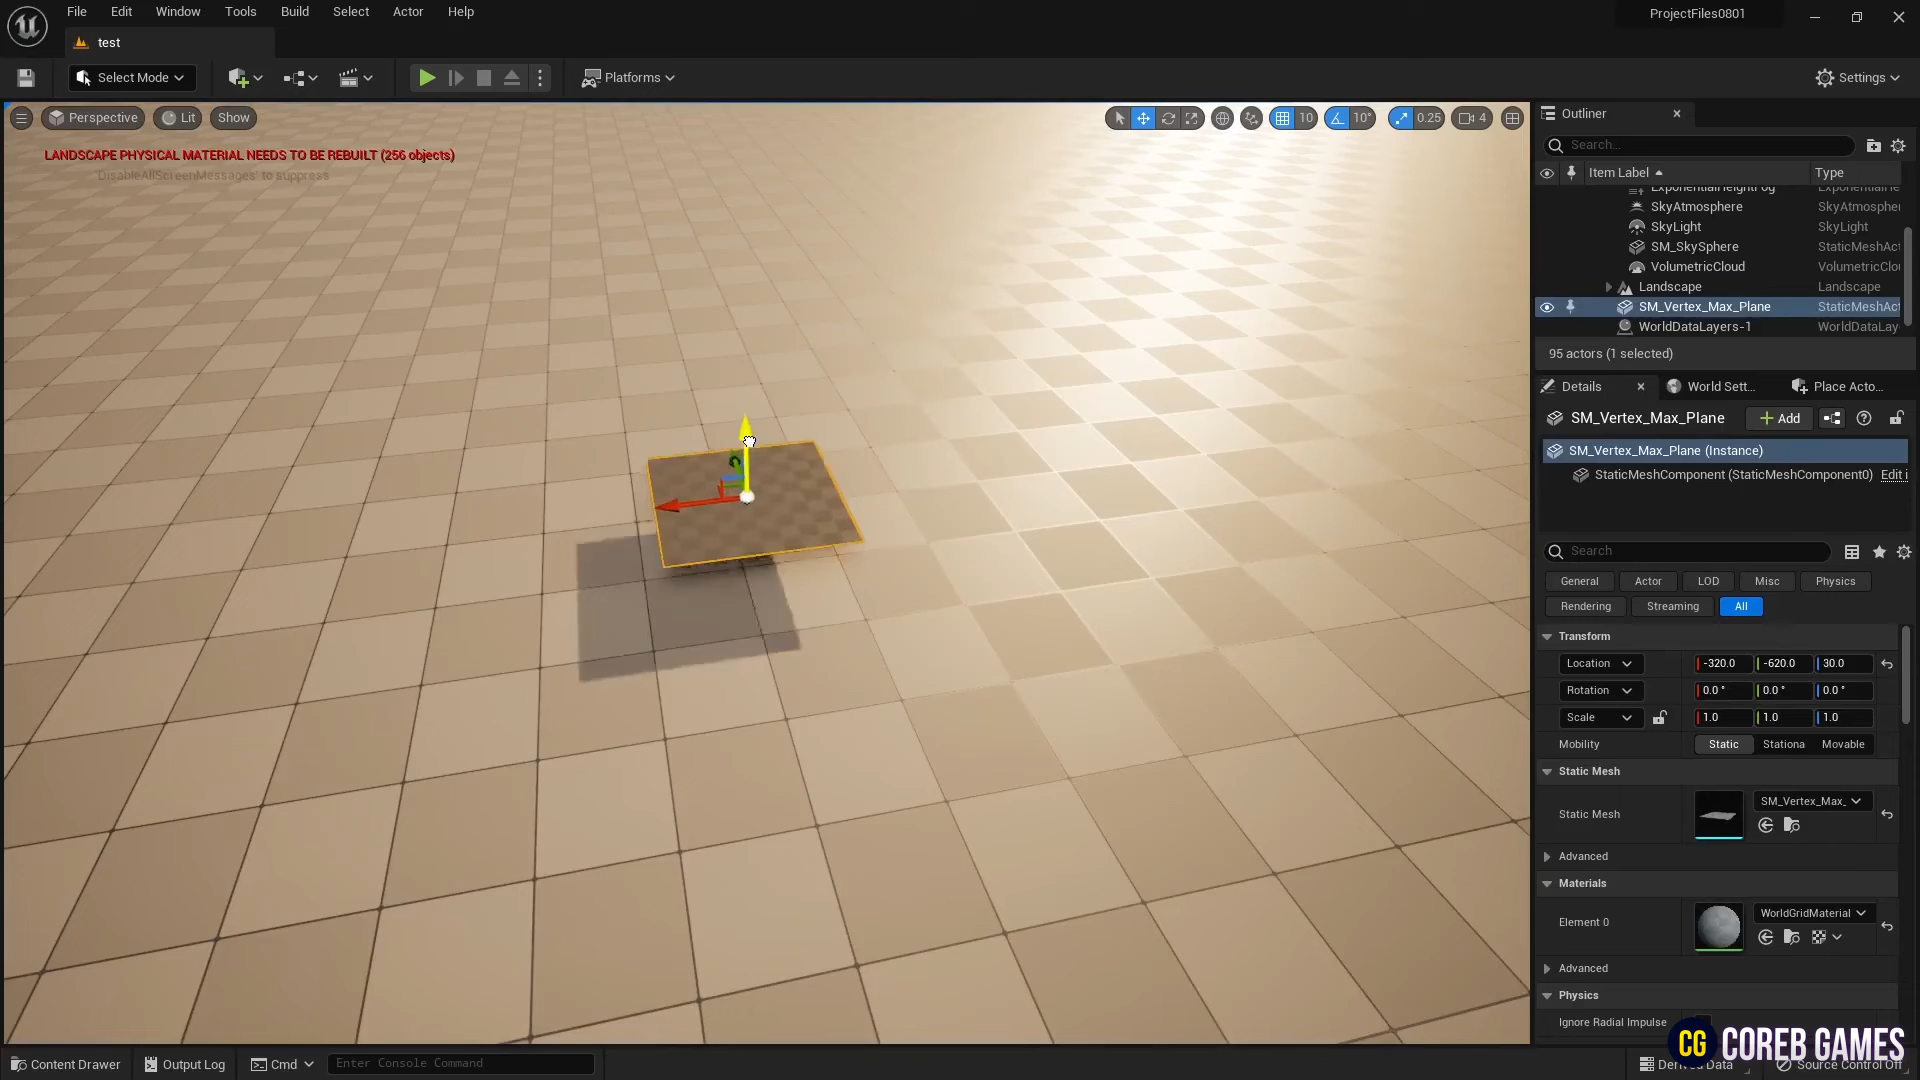 File Edit Window Tools Build Select Actor Help
ProjectFiles0801
test
Select Mode
Platforms
Settings
Perspective Lit Show
10 10° 0.25 4
LANDSCAPE PHYSICAL MATERIAL NEEDS TO BE REBUILT (256 objects)
'DisableAllScreenMessages' to suppress
Outliner
Search...
Item Label Type
ExponentialHeightFog ExponentialHe
SkyAtmosphere SkyAtmospher
SkyLight SkyLight
SM_SkySphere StaticMeshAct
VolumetricCloud VolumetricClou
Landscape Landscape
SM_Vertex_Max_Plane StaticMeshAct
WorldDataLayers-1 WorldDataLay
95 actors (1 selected)
Details World Sett... Place Acto...
SM_Vertex_Max_Plane Add
SM_Vertex_Max_Plane (Instance)
StaticMeshComponent (StaticMeshComponent0) Edit i
Search
General Actor LOD Misc Physics
Rendering Streaming All
Transform
Location -320.0 -620.0 30.0
Rotation 0.0 ° 0.0 ° 0.0 °
Scale 1.0 1.0 1.0
Mobility Static Stationa Movable
Static Mesh
Static Mesh SM_Vertex_Max_
Advanced
Materials
Element 0 WorldGridMaterial
Advanced
Physics
Ignore Radial Impulse
CG COREB GAMES
Content Drawer Output Log Cmd Enter Console Command
Derived Data Source Control Off